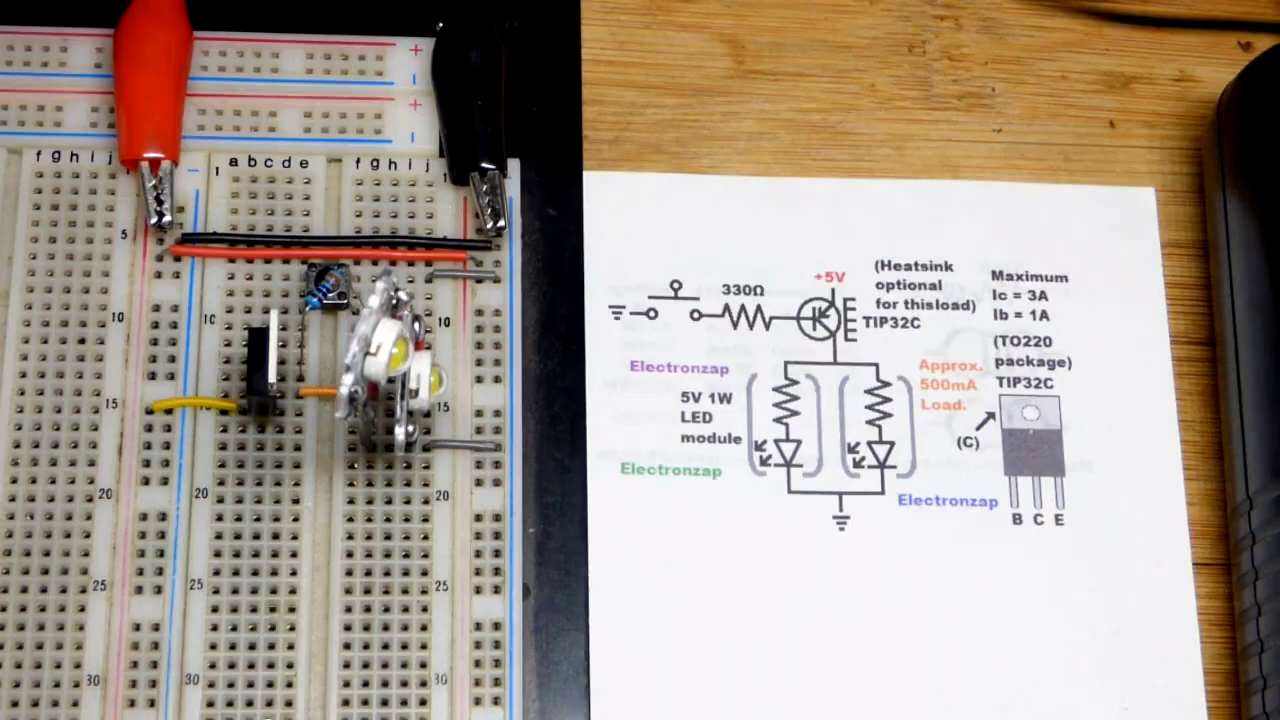 +
-
+
-
f g h i j
-
1
a b c d e
f g h i j
1
5
10
10
10
15
15
15
20
20
20
25
25
25
30
30
30
+5V
(Heatsink
optional
for thisload)
TIP32C
330Ω
Maximum
Ic = 3A
Ib = 1A
(TO220
package)
TIP32C
Electronzap
5V 1W
LED
module
Electronzap
Approx.
500mA
Load.
(C)
Electronzap
B C E